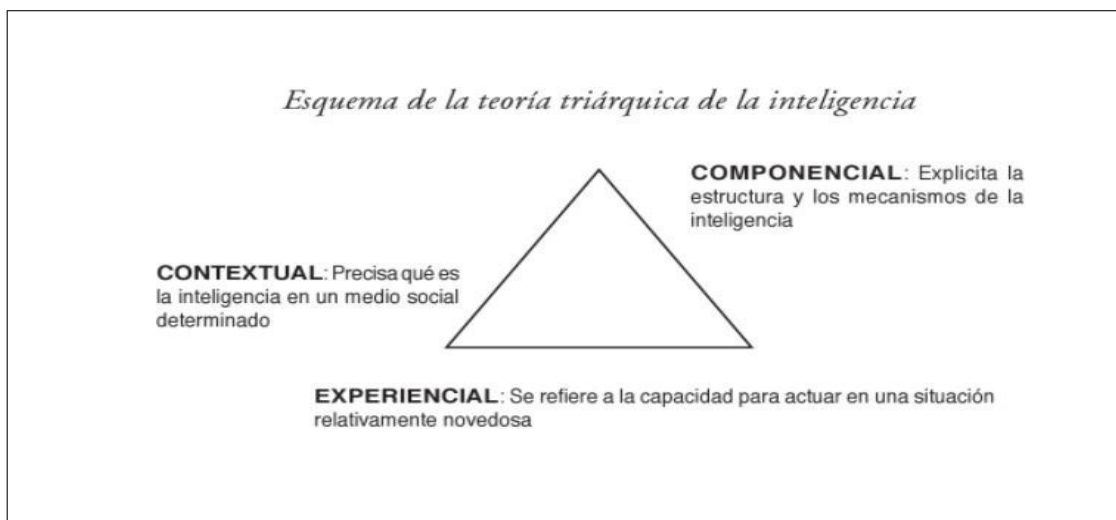 Esquema de la teoría triárquica de la inteligencia
COMPONENCIAL: Explicita la
estructura y los mecanismos de la
inteligencia
CONTEXTUAL: Precisa qué es
la inteligencia en un medio social
determinado
EXPERIENCIAL: Se refiere a la capacidad para actuar en una situación
relativamente novedosa